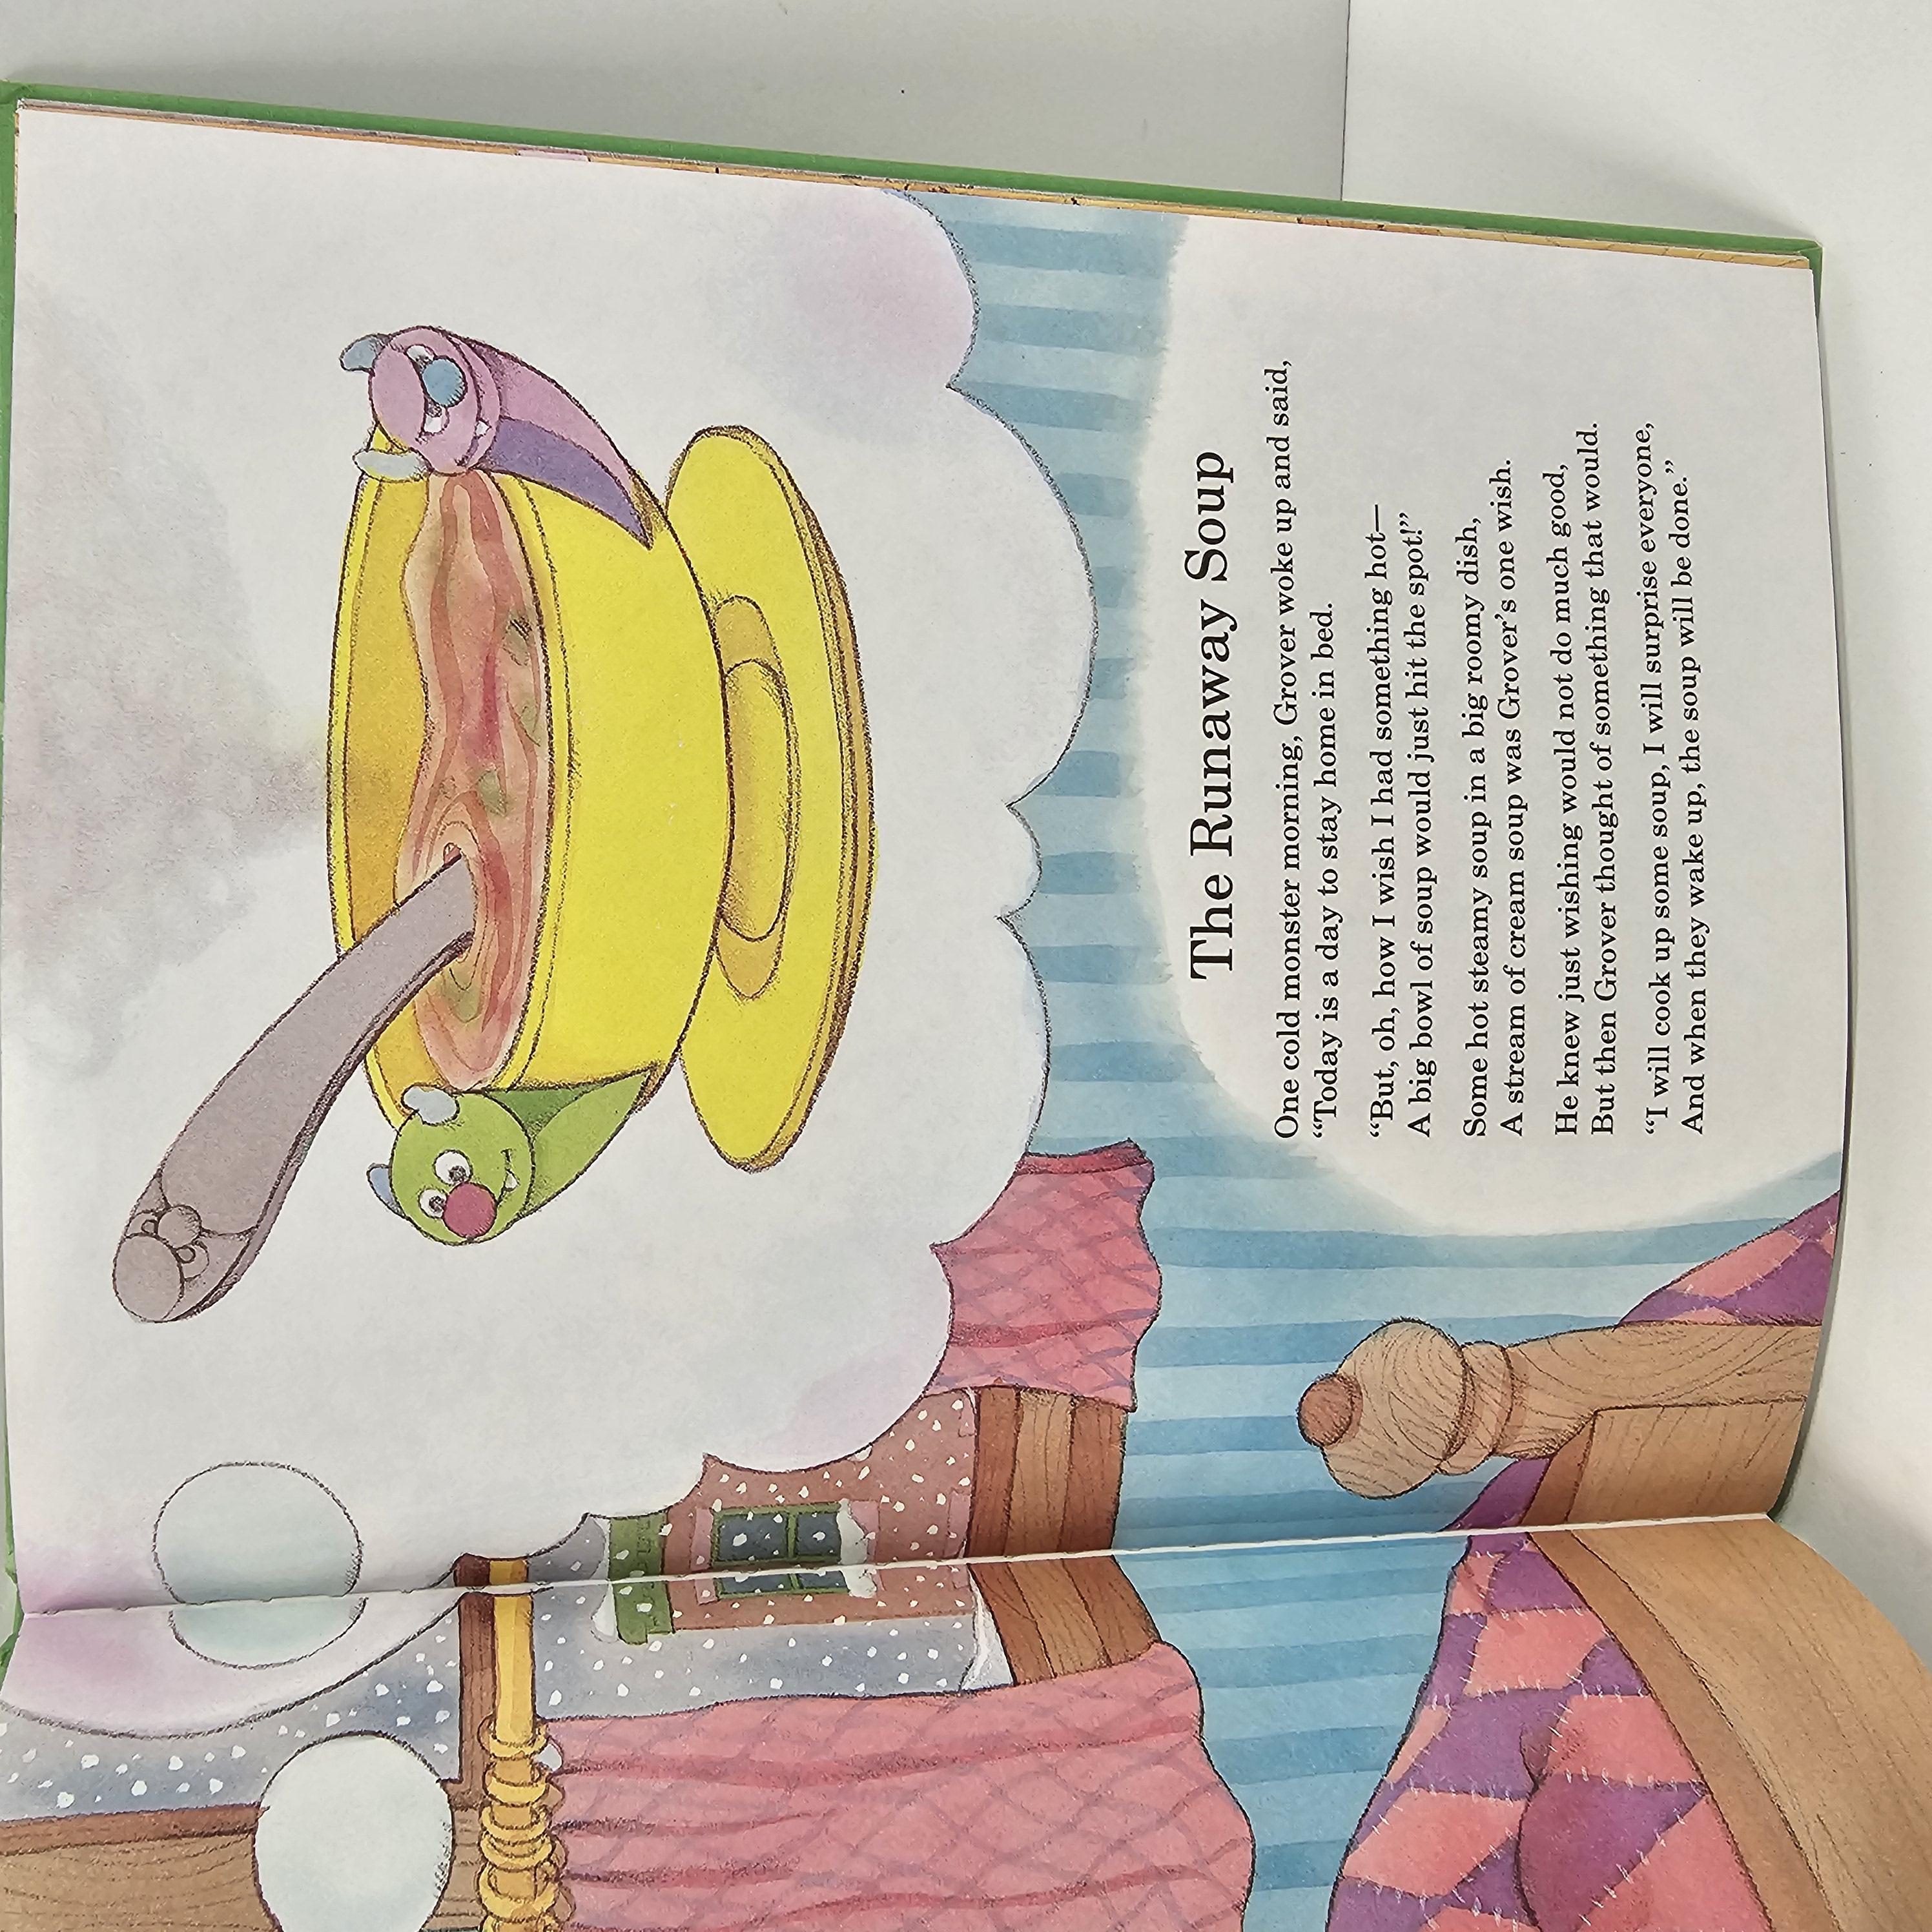 The Runaway Soup
One cold monster morning, Grover woke up and said,
“Today is a day to stay home in bed.
“But, oh, how I wish I had something hot—
A big bowl of soup would just hit the spot!”
Some hot steamy soup in a big roomy dish,
A stream of cream soup was Grover’s one wish.
He knew just wishing would not do much good,
But then Grover thought of something that would.
“I will cook up some soup, I will surprise everyone,
And when they wake up, the soup will be done.”